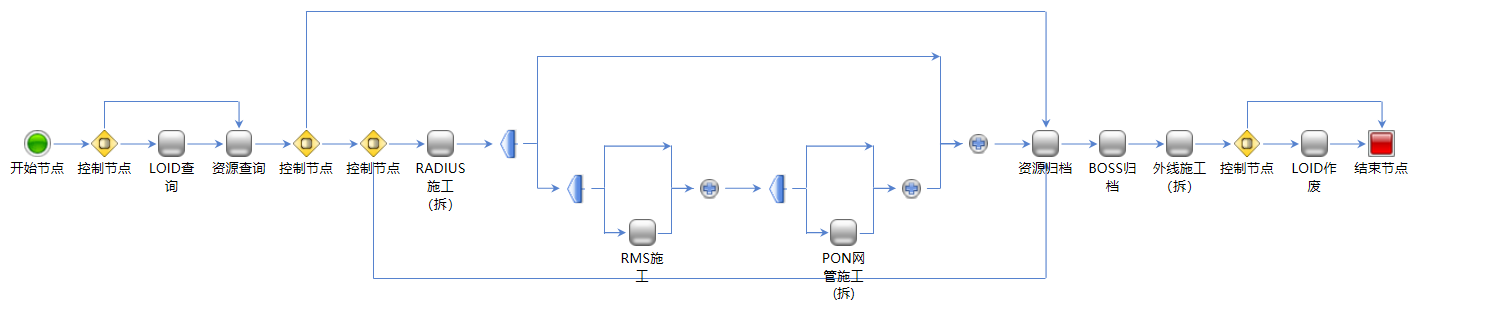 开始节点
控制节点
LOID查
询
资源查询
控制节点
控制节点
RADIUS
施工
（拆）
RMS施
工
PON网
管施工
（拆）
资源归档
BOSS归
档
外线施工
（拆）
控制节点
LOID作
废
结束节点